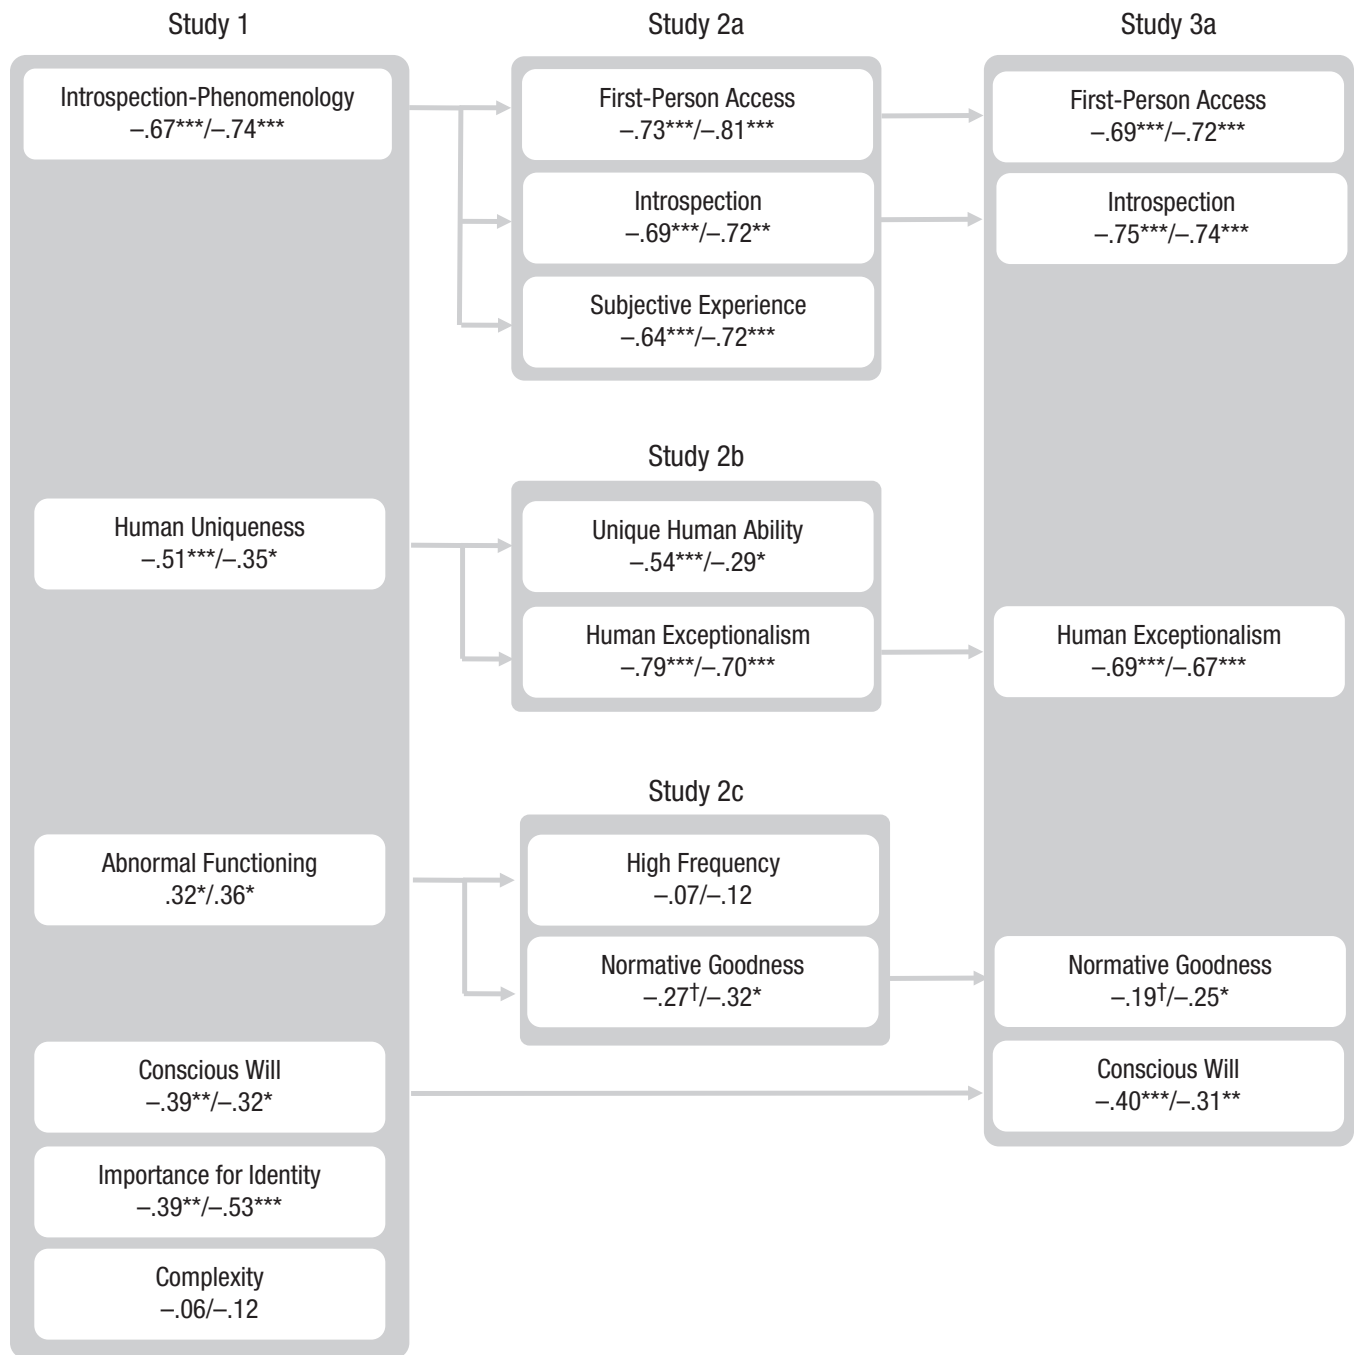 Study 1
Introspection-Phenomenology
–.67***/–.74***
Human Uniqueness
–.51***/–.35*
Abnormal Functioning
.32*/.36*
Conscious Will
–.39**/–.32*
Importance for Identity
–.39**/–.53***
Complexity
–.06/–.12
Study 2a
First-Person Access
–.73***/–.81***
Introspection
–.69***/–.72**
Subjective Experience
–.64***/–.72***
Study 2b
Unique Human Ability
–.54***/–.29*
Human Exceptionalism
–.79***/–.70***
Study 2c
High Frequency
–.07/–.12
Normative Goodness
–.27†/–.32*
Study 3a
First-Person Access
–.69***/–.72***
Introspection
–.75***/–.74***
Human Exceptionalism
–.69***/–.67***
Normative Goodness
–.19†/–.25*
Conscious Will
–.40***/–.31**